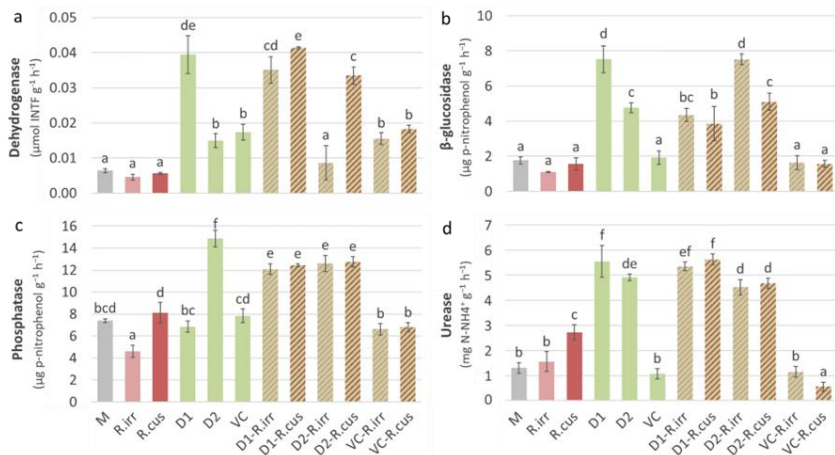 a
Dehydrogenase
(µmol INTF g⁻¹ h⁻¹)
0.05
0.04
0.03
0.02
0.01
0.00
a a a de b b cd e a c b b
b
β-glucosidase
(µg p-nitrophenol g⁻¹ h⁻¹)
10
8
6
4
2
0
a a a d c a bc b d c a a
c
Phosphatase
(µg p-nitrophenol g⁻¹ h⁻¹)
16
14
12
10
8
6
4
2
0
bcd a d bc f cd e e e e b b
M R.irr R.cus D1 D2 VC D1-R.irr D1-R.cus D2-R.irr D2-R.cus VC-R.irr VC-R.cus
d
Urease
(mg N-NH4⁺ g⁻¹ h⁻¹)
7
6
5
4
3
2
1
0
b b c f de b ef f d d b a
M R.irr R.cus D1 D2 VC D1-R.irr D1-R.cus D2-R.irr D2-R.cus VC-R.irr VC-R.cus